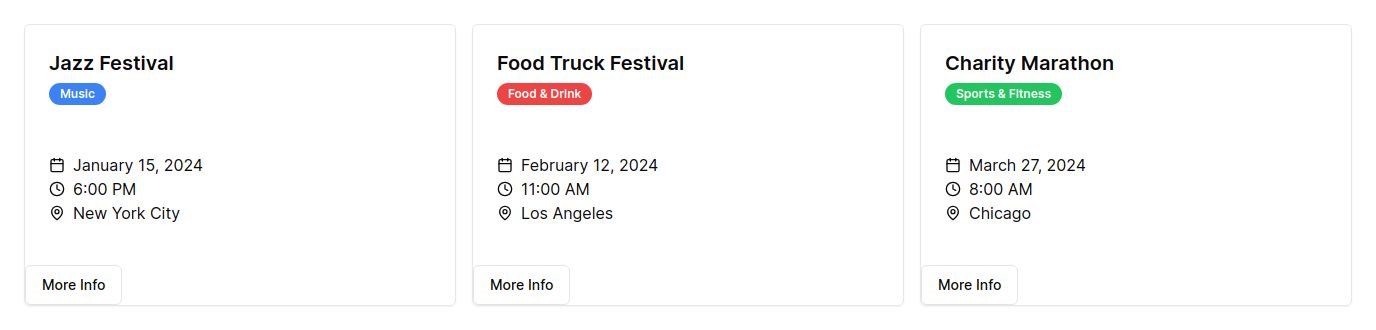 Jazz Festival
Music
January 15, 2024
6:00 PM
New York City
More Info
Food Truck Festival
Food & Drink
February 12, 2024
11:00 AM
Los Angeles
More Info
Charity Marathon
Sports & Fitness
March 27, 2024
8:00 AM
Chicago
More Info